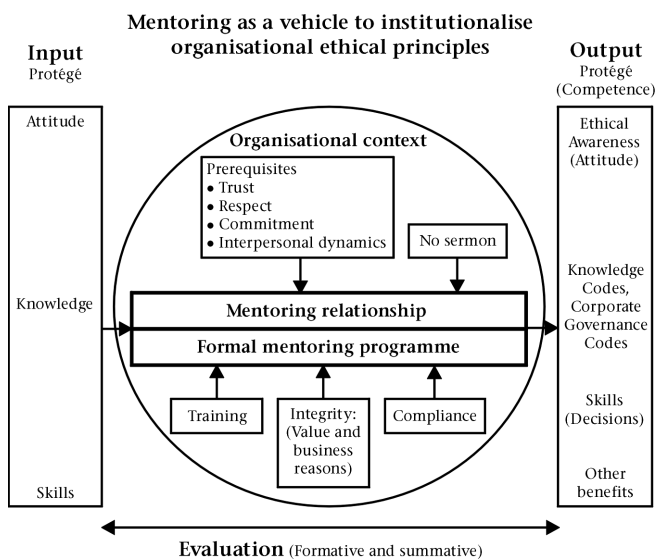 Mentoring as a vehicle to institutionalise
organisational ethical principles
Input
Protégé
Attitude
Knowledge
Skills
Organisational context
Prerequisites
• Trust
• Respect
• Commitment
• Interpersonal dynamics
No sermon
Mentoring relationship
Formal mentoring programme
Training
Integrity:
(Value and
business
reasons)
Compliance
Output
Protégé
(Competence)
Ethical
Awareness
(Attitude)
Knowledge
Codes,
Corporate
Governance
Codes
Skills
(Decisions)
Other
benefits
Evaluation (Formative and summative)